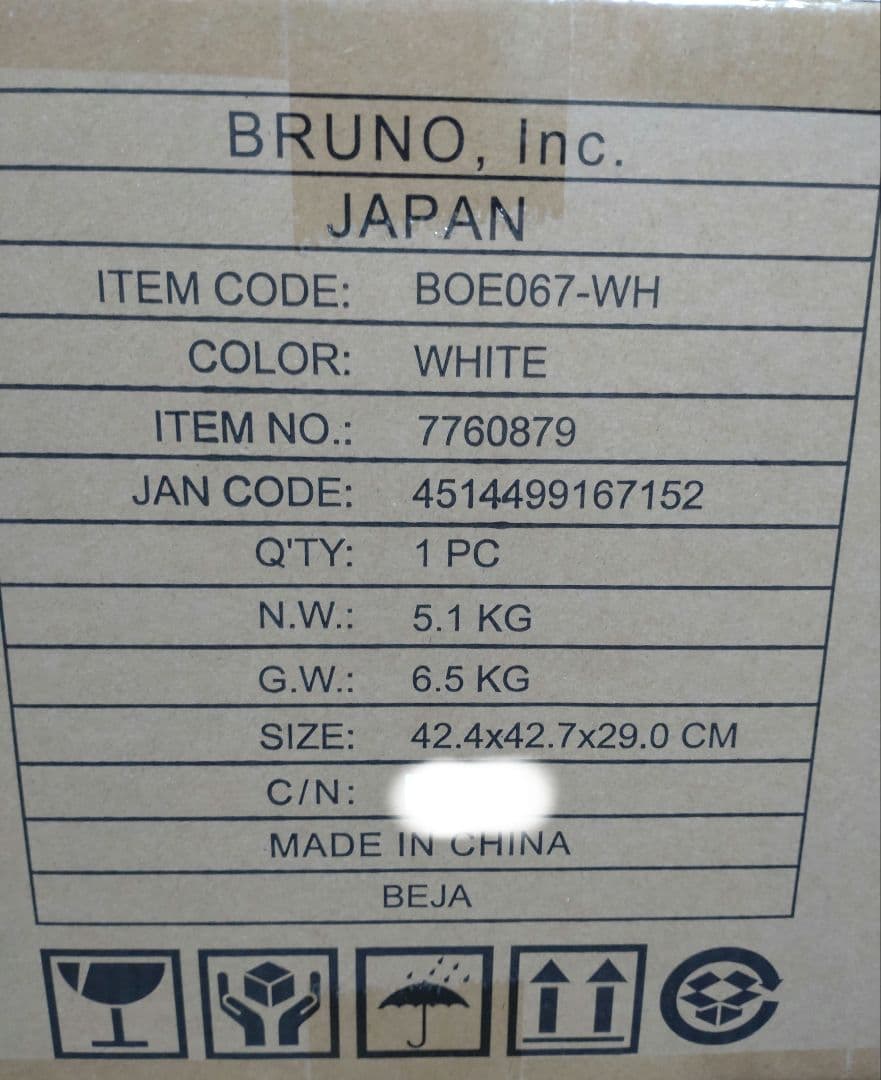 BRUNO, Inc.
JAPAN
ITEM CODE: BOE067-WH
COLOR: WHITE
ITEM NO.: 7760879
JAN CODE: 4514499167152
Q'TY: 1 PC
N.W.: 5.1 KG
G.W.: 6.5 KG
SIZE: 42.4x42.7x29.0 CM
C/N:
MADE IN CHINA
BEJA